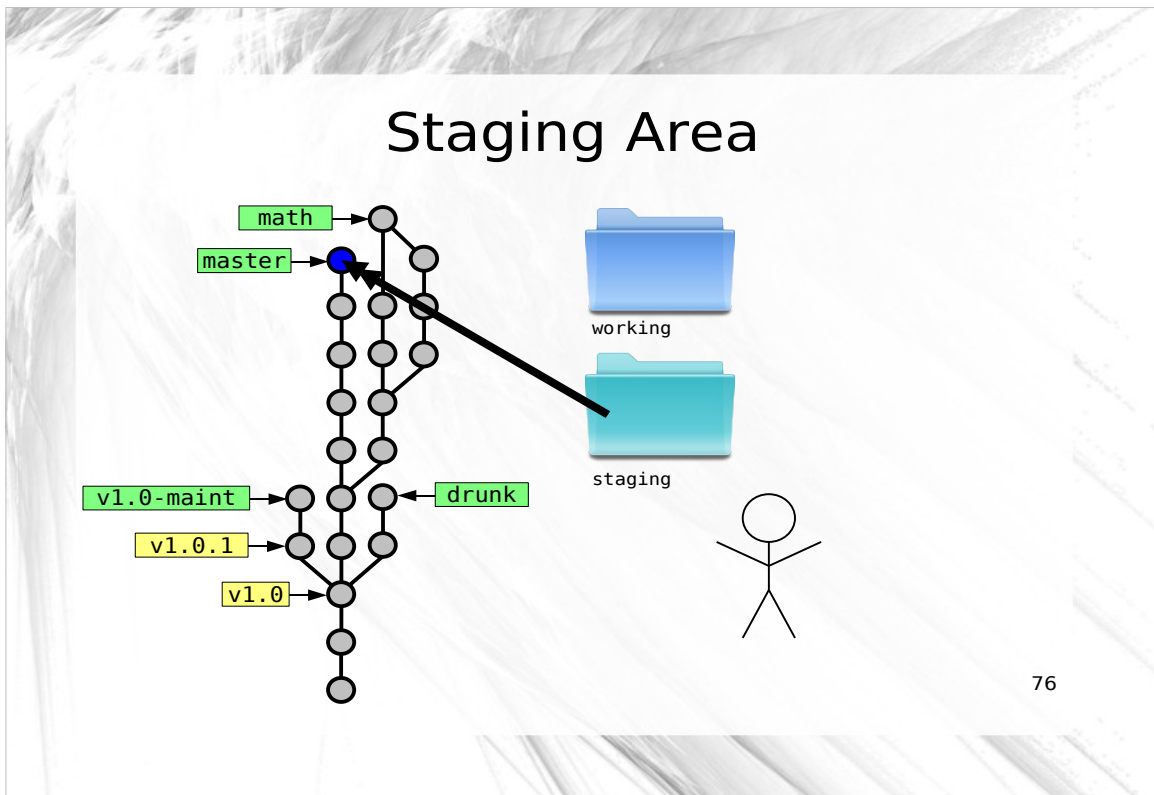 Staging Area
math
master
working
staging
v1.0-maint
drunk
v1.0.1
v1.0
76